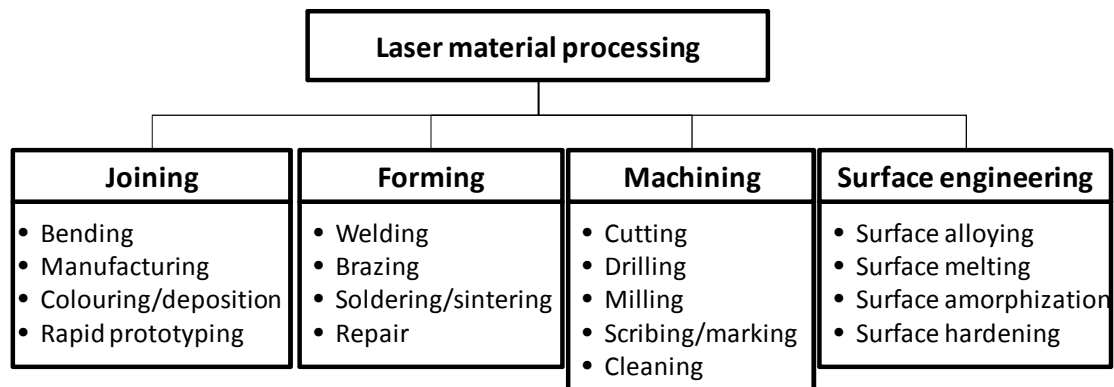 Laser material processing
Joining
• Bending
• Manufacturing
• Colouring/deposition
• Rapid prototyping
Forming
• Welding
• Brazing
• Soldering/sintering
• Repair
Machining
• Cutting
• Drilling
• Milling
• Scribing/marking
• Cleaning
Surface engineering
• Surface alloying
• Surface melting
• Surface amorphization
• Surface hardening